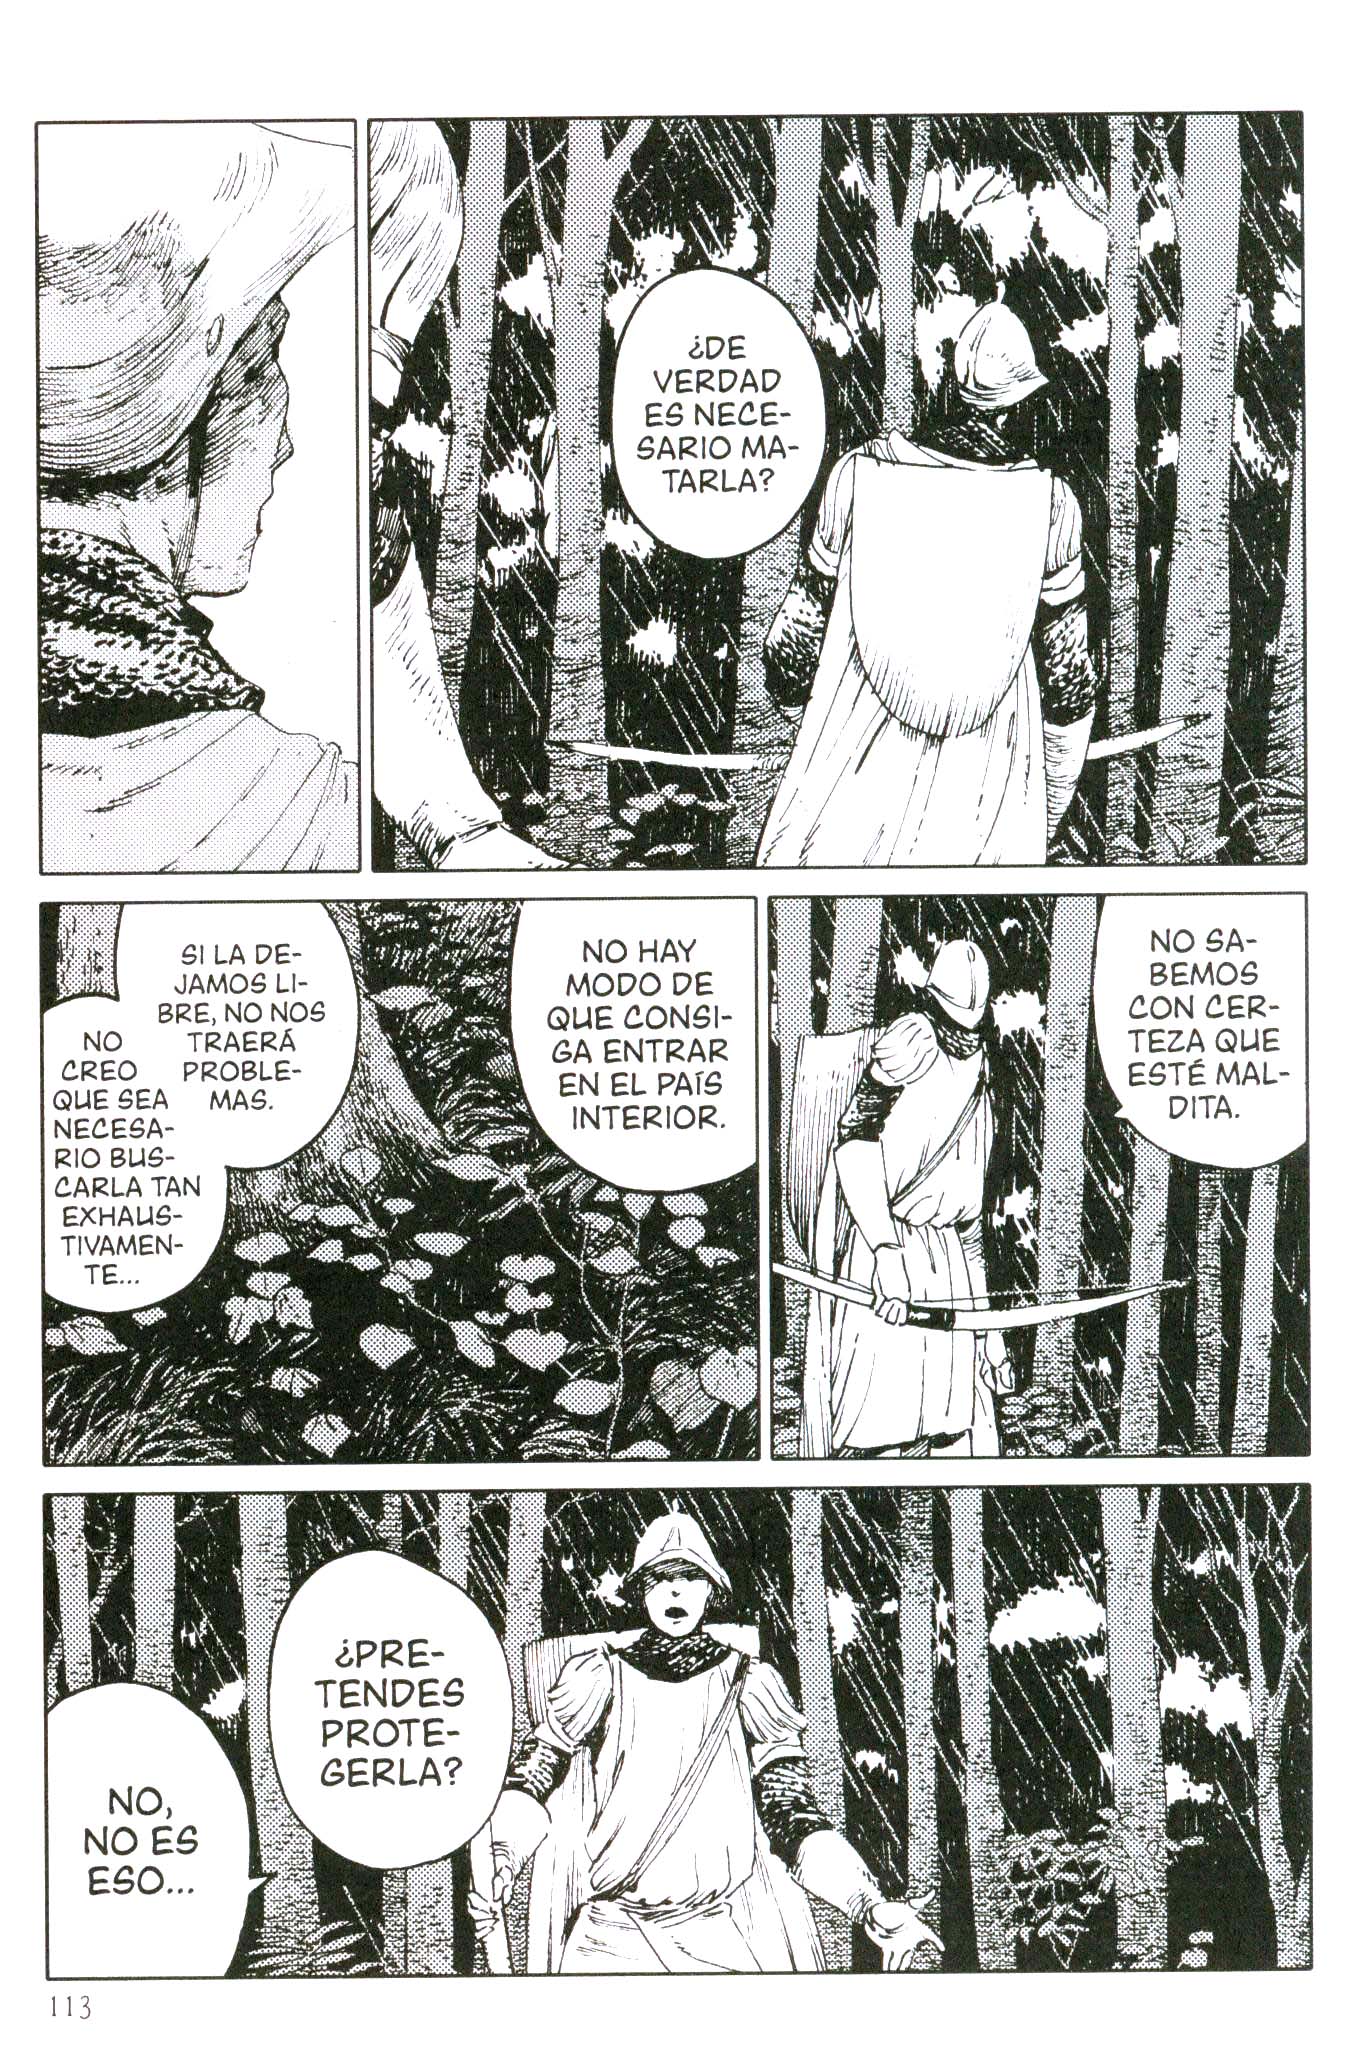 ¿DE
VERDAD
ES NECE-
SARIO MA-
TARLA?
NO SA-
BEMOS
CON CER-
TEZA QUE
ESTÉ MAL-
DITA.
NO HAY
MODO DE
QUE CONSI-
GA ENTRAR
EN EL PAÍS
INTERIOR.
SI LA DE-
JAMOS LI-
BRE, NO NOS
TRAERÁ
PROBLE-
MAS.
NO
CREO
QUE SEA
NECESA-
RIO BUS-
CARLA TAN
EXHAUS-
TIVAMEN-
TE...
¿PRE-
TENDES
PROTE-
GERLA?
NO,
NO ES
ESO...
113